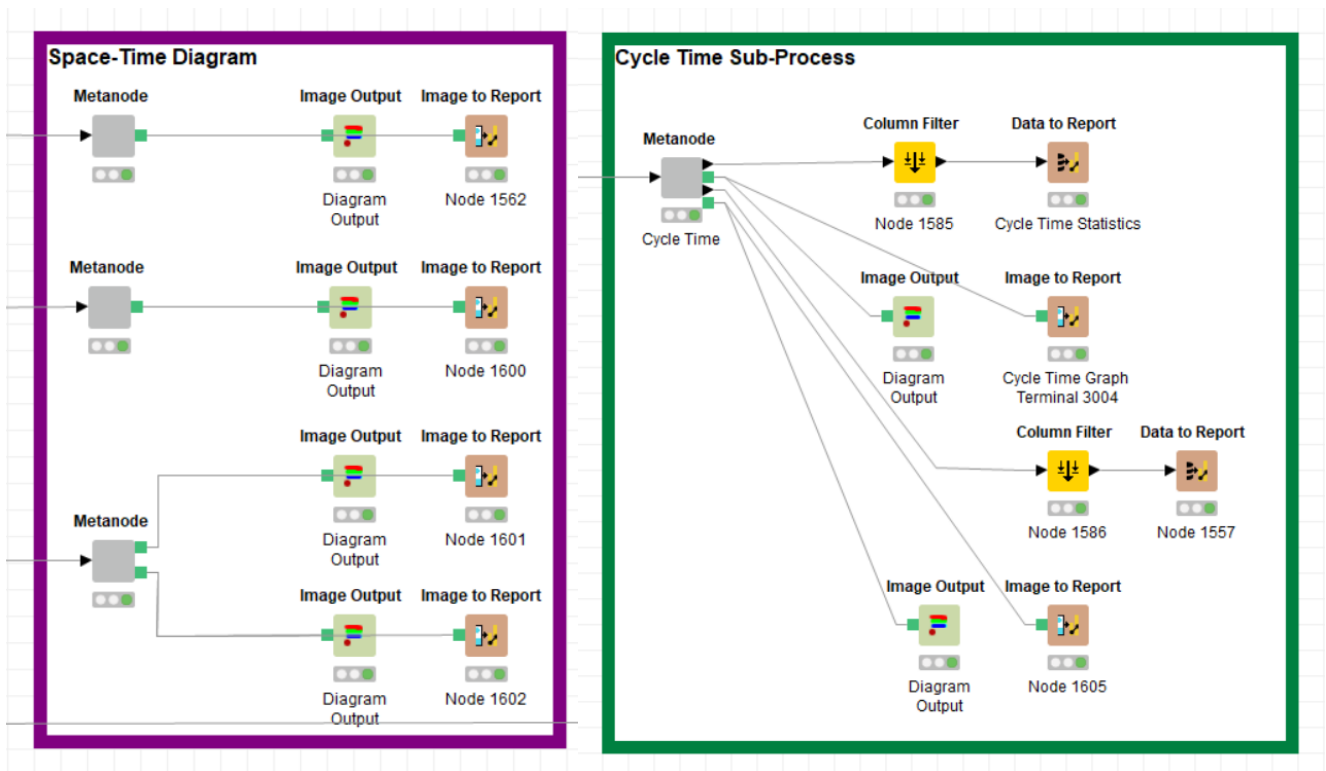 Space-Time Diagram
Metanode
Image Output
Image to Report
Diagram
Output
Node 1562
Metanode
Image Output
Image to Report
Diagram
Output
Node 1600
Image Output
Image to Report
Diagram
Output
Node 1601
Metanode
Image Output
Image to Report
Diagram
Output
Node 1602
Cycle Time Sub-Process
Metanode
Cycle Time
Column Filter
Data to Report
Node 1585
Cycle Time Statistics
Image Output
Image to Report
Diagram
Output
Cycle Time Graph
Terminal 3004
Column Filter
Data to Report
Node 1586
Node 1557
Image Output
Image to Report
Diagram
Output
Node 1605